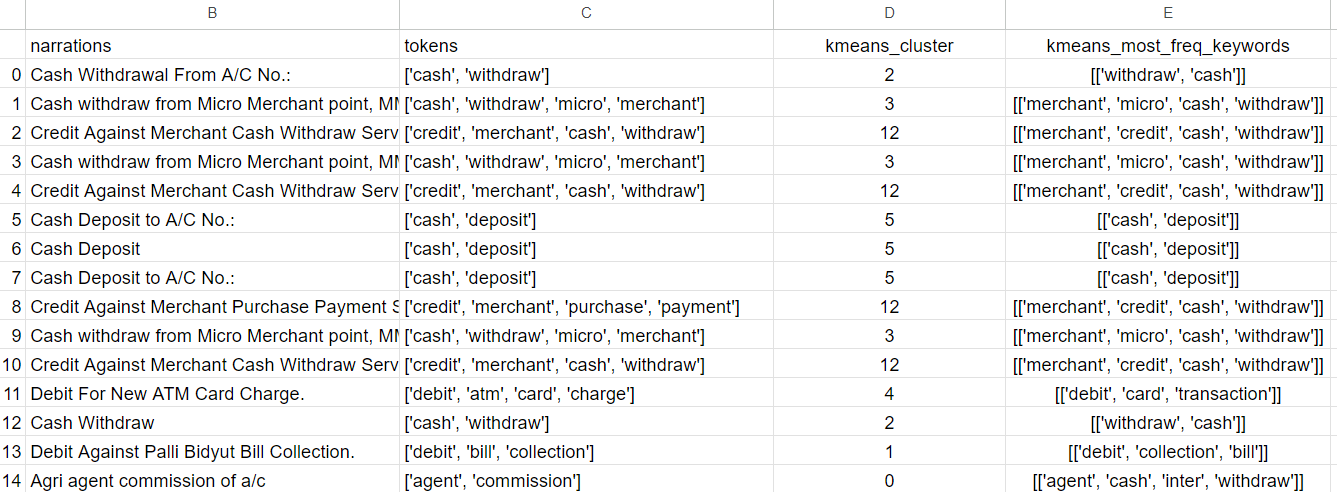 B C D E
narrations tokens kmeans_cluster kmeans_most_freq_keywords
0 Cash Withdrawal From A/C No.: ['cash', 'withdraw'] 2 [['withdraw', 'cash']]
1 Cash withdraw from Micro Merchant point, ['cash', 'withdraw', 'micro', 'merchant'] 3 [['merchant', 'micro', 'cash', 'withdraw']]
2 Credit Against Merchant Cash Withdraw Serv ['credit', 'merchant', 'cash', 'withdraw'] 12 [['merchant', 'credit', 'cash', 'withdraw']]
3 Cash withdraw from Micro Merchant point, ['cash', 'withdraw', 'micro', 'merchant'] 3 [['merchant', 'micro', 'cash', 'withdraw']]
4 Credit Against Merchant Cash Withdraw Serv ['credit', 'merchant', 'cash', 'withdraw'] 12 [['merchant', 'credit', 'cash', 'withdraw']]
5 Cash Deposit to A/C No.: ['cash', 'deposit'] 5 [['cash', 'deposit']]
6 Cash Deposit ['cash', 'deposit'] 5 [['cash', 'deposit']]
7 Cash Deposit to A/C No.: ['cash', 'deposit'] 5 [['cash', 'deposit']]
8 Credit Against Merchant Purchase Payment ['credit', 'merchant', 'purchase', 'payment'] 12 [['merchant', 'credit', 'cash', 'withdraw']]
9 Cash withdraw from Micro Merchant point, ['cash', 'withdraw', 'micro', 'merchant'] 3 [['merchant', 'micro', 'cash', 'withdraw']]
10 Credit Against Merchant Cash Withdraw Serv ['credit', 'merchant', 'cash', 'withdraw'] 12 [['merchant', 'credit', 'cash', 'withdraw']]
11 Debit For New ATM Card Charge. ['debit', 'atm', 'card', 'charge'] 4 [['debit', 'card', 'transaction']]
12 Cash Withdraw ['cash', 'withdraw'] 2 [['withdraw', 'cash']]
13 Debit Against Palli Bidyut Bill Collection. ['debit', 'bill', 'collection'] 1 [['debit', 'collection', 'bill']]
14 Agri agent commission of a/c ['agent', 'commission'] 0 [['agent', 'cash', 'inter', 'withdraw']]